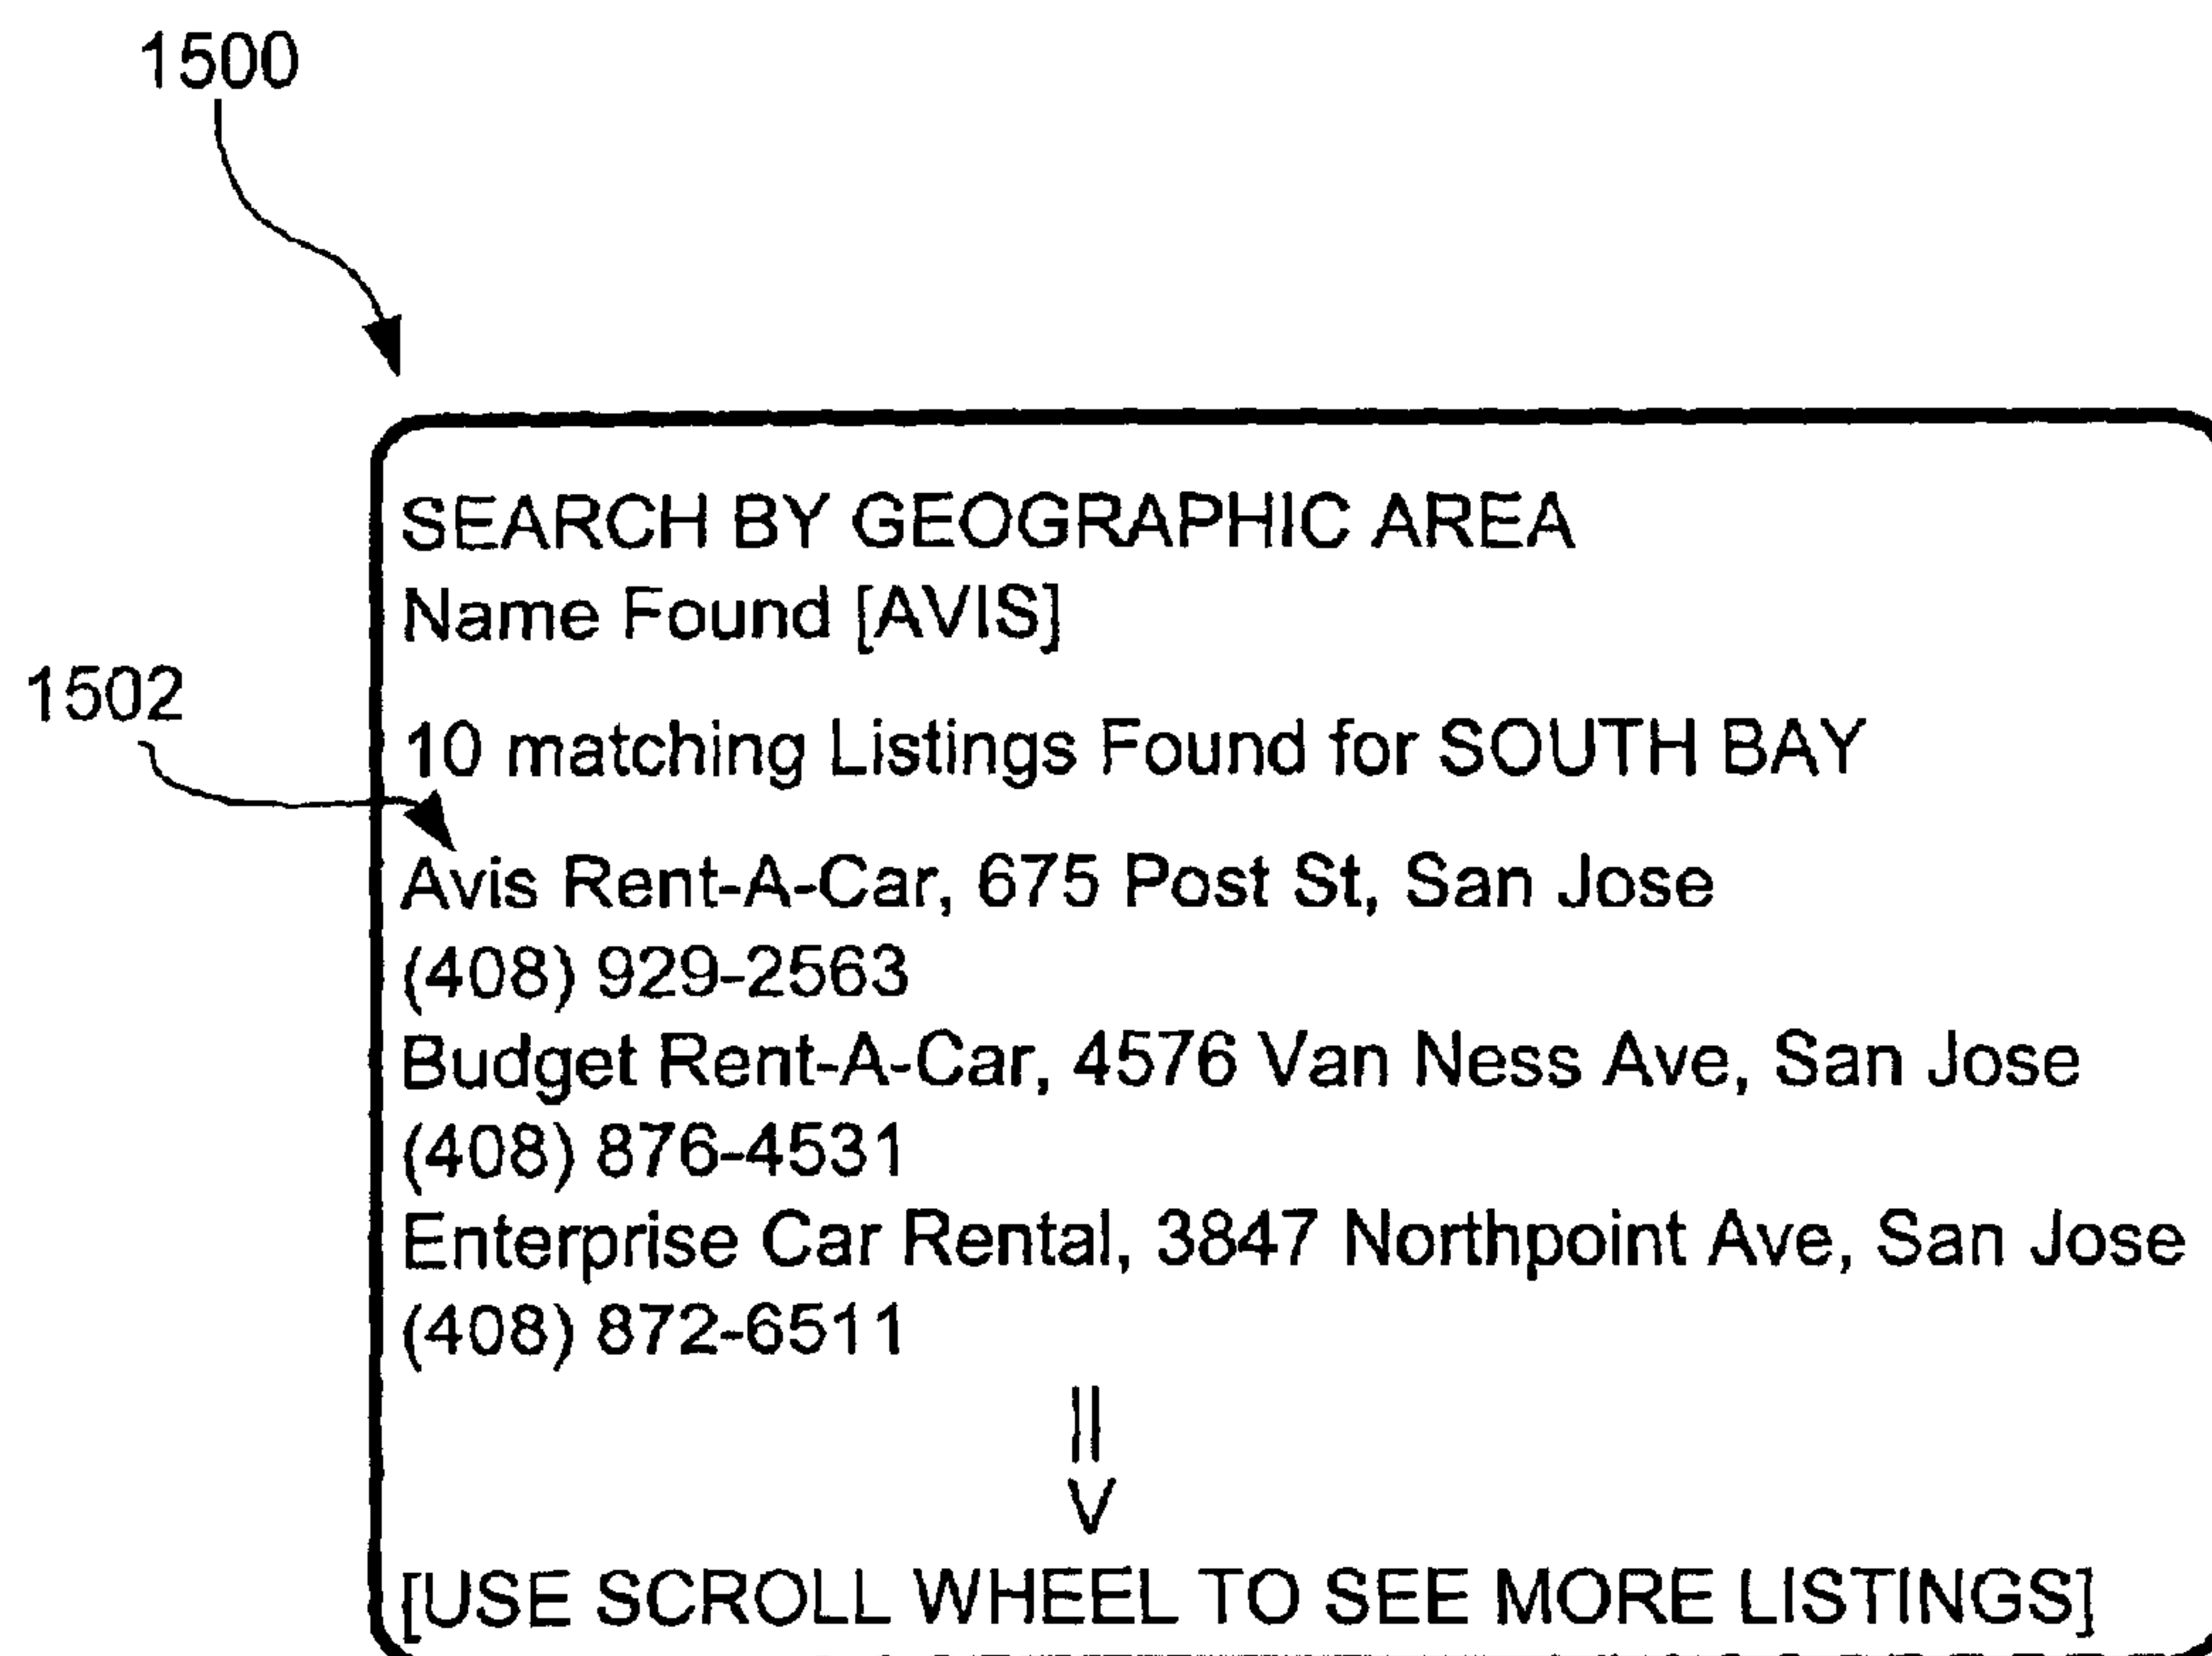 1500
SEARCH BY GEOGRAPHIC AREA
Name Found [AVIS]
1502
10 matching Listings Found for SOUTH BAY
Avis Rent-A-Car, 675 Post St, San Jose
(408) 929-2563
Budget Rent-A-Car, 4576 Van Ness Ave, San Jose
(408) 876-4531
Enterprise Car Rental, 3847 Northpoint Ave, San Jose
(408) 872-6511
||
V
[USE SCROLL WHEEL TO SEE MORE LISTINGS]